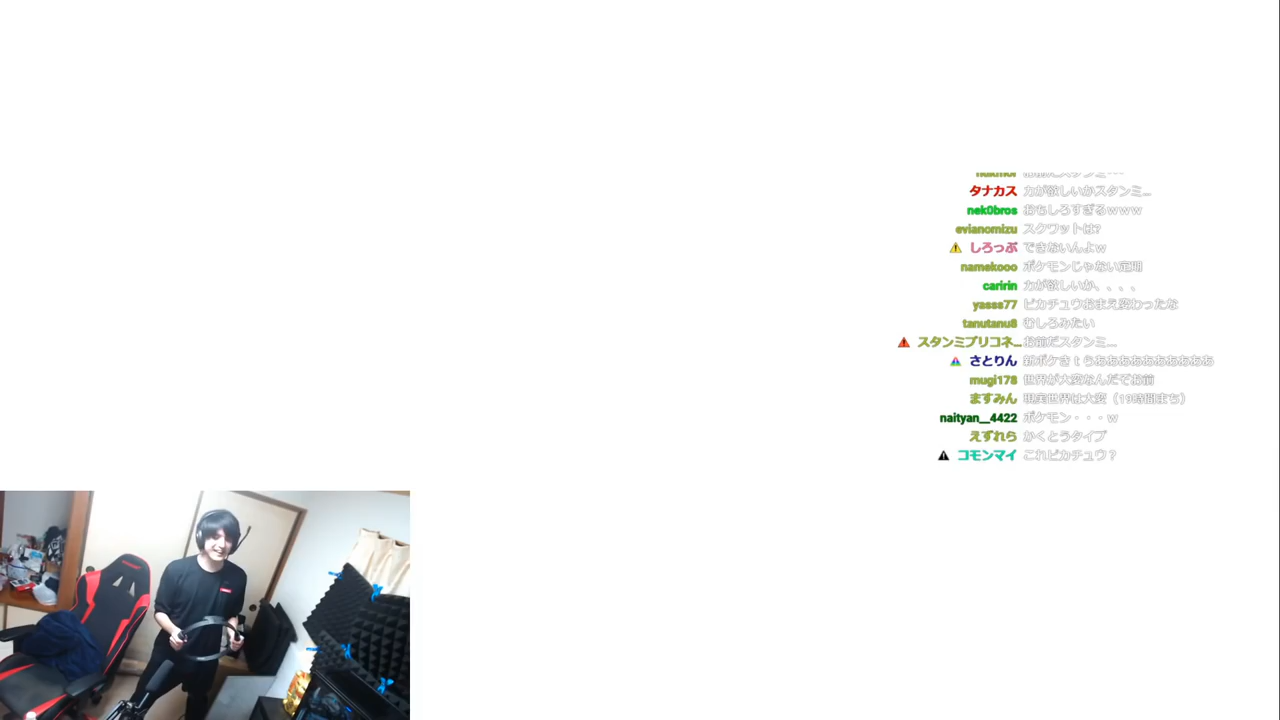 タナカス 力が欲しいかスタンミ...
nek0bros おもしろすぎるwww
evianomizu スクワットは?
しろっぷ できないんよw
namekooo ポケモンじゃない定期
caririn 力が欲しいか、、、、
yasss77 ピカチュウおまえ変わったな
tanutanu8 むしろみたい
スタンミプリコネ... お前だスタンミ...
さとりん 新ポケきｔらあああああああああああ
mugi178 世界が大変なんだぞお前
ますみん 現実世界は大変（19時間まち）
naityan__4422 ポケモン・・・w
えずれら かくとうタイプ
コモンマイ これピカチュウ？